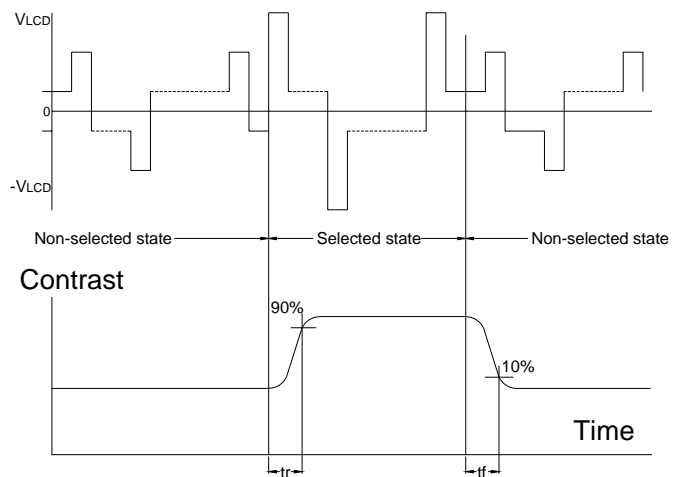 VLCD
0
-VLCD
Non-selected state
Selected state
Non-selected state
Contrast
90%
10%
Time
tr
tf